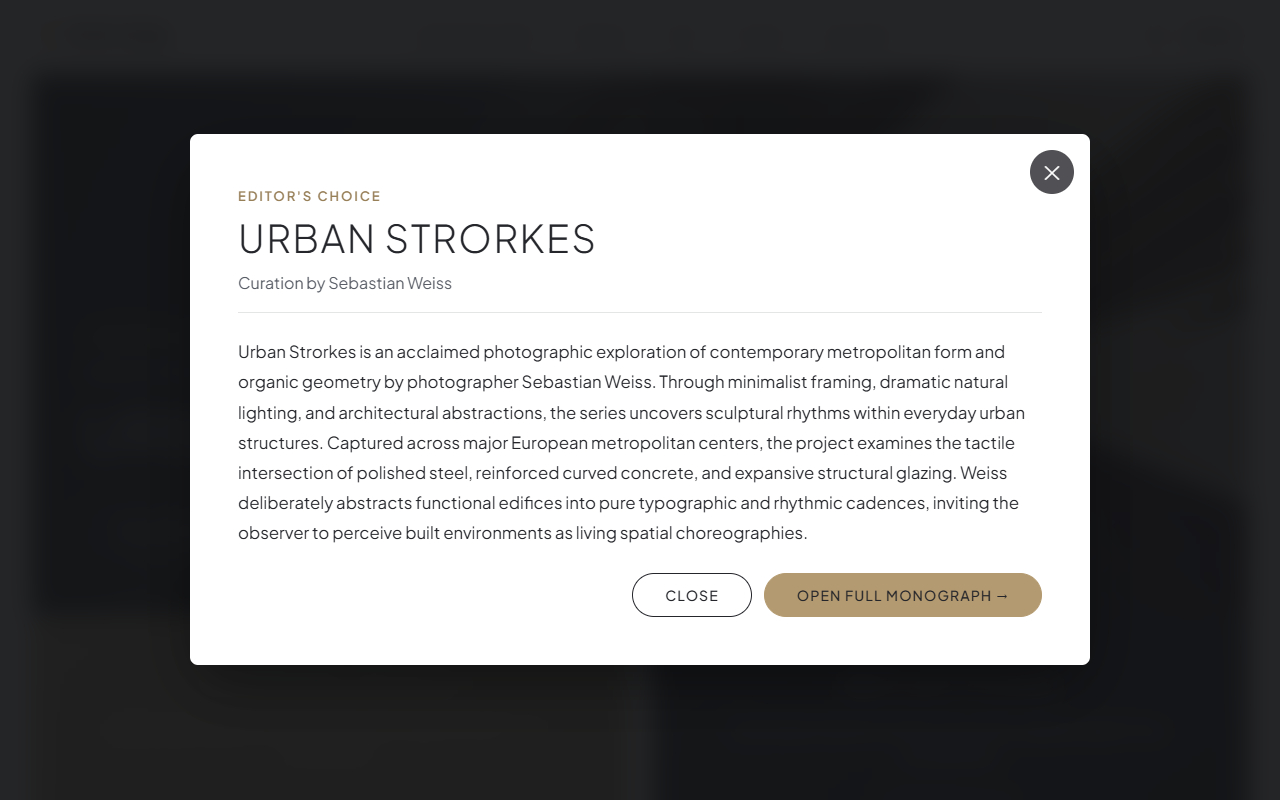 EDITOR'S CHOICE
URBAN STRORKES
Curation by Sebastian Weiss
Urban Strorkes is an acclaimed photographic exploration of contemporary metropolitan form and
organic geometry by photographer Sebastian Weiss. Through minimalist framing, dramatic natural
lighting, and architectural abstractions, the series uncovers sculptural rhythms within everyday urban
structures. Captured across major European metropolitan centers, the project examines the tactile
intersection of polished steel, reinforced curved concrete, and expansive structural glazing. Weiss
deliberately abstracts functional edifices into pure typographic and rhythmic cadences, inviting the
observer to perceive built environments as living spatial choreographies.
CLOSE
OPEN FULL MONOGRAPH →